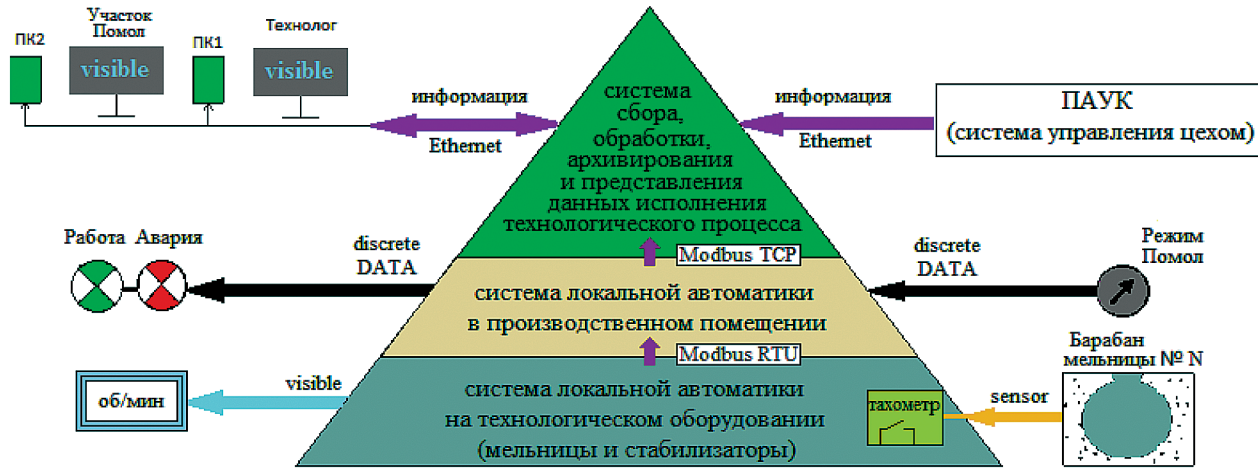 Участок
Помол
Технолог
ПК2
ПК1
visible
visible
информация
Ethernet
система
сбора,
обработки,
архивирования
и представления
данных исполнения
технологического процесса
информация
Ethernet
ПАУК
(система управления цехом)
Работа
Авария
discrete
DATA
Modbus TCP
discrete
DATA
Режим
Помол
система локальной автоматики
в производственном помещении
Modbus RTU
Барабан
мельницы № N
об/мин
visible
система локальной автоматики
на технологическом оборудовании
(мельницы и стабилизаторы)
тахометр
sensor